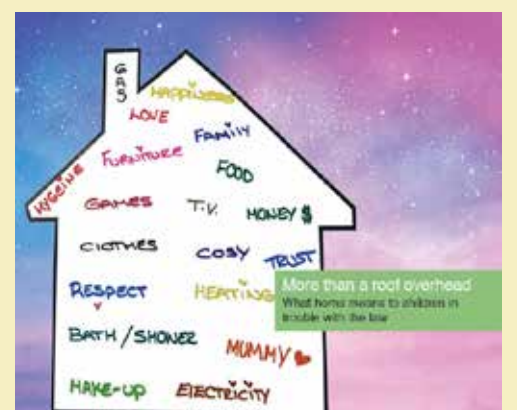 GAS
HAPPINESS
LOVE
FAMILY
FURNITURE
FOOD
HYGEINE
GAMES
T.V.
MONEY $
CLOTHES
COSY
TRUST
RESPECT
HEATING
BATH/SHOWER
MUMMY
MAKE-UP
ELECTRICITY
More than a roof overhead
What home means to children in
trouble with the law